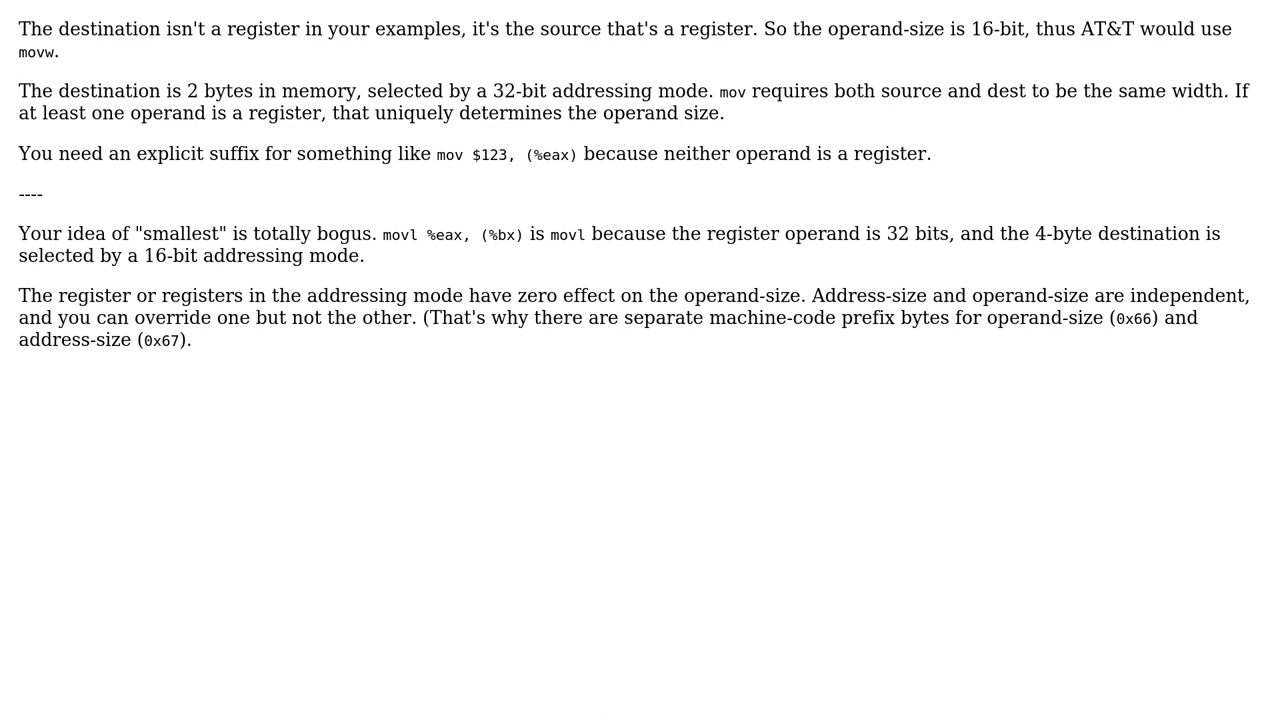 The destination isn't a register in your examples, it's the source that's a register. So the operand-size is 16-bit, thus AT&T would use
movw.
The destination is 2 bytes in memory, selected by a 32-bit addressing mode. mov requires both source and dest to be the same width. If
at least one operand is a register, that uniquely determines the operand size.
You need an explicit suffix for something like mov $123, (%eax) because neither operand is a register.
----
Your idea of "smallest" is totally bogus. movl %eax, (%bx) is movl because the register operand is 32 bits, and the 4-byte destination is
selected by a 16-bit addressing mode.
The register or registers in the addressing mode have zero effect on the operand-size. Address-size and operand-size are independent,
and you can override one but not the other. (That's why there are separate machine-code prefix bytes for operand-size (0x66) and
address-size (0x67).